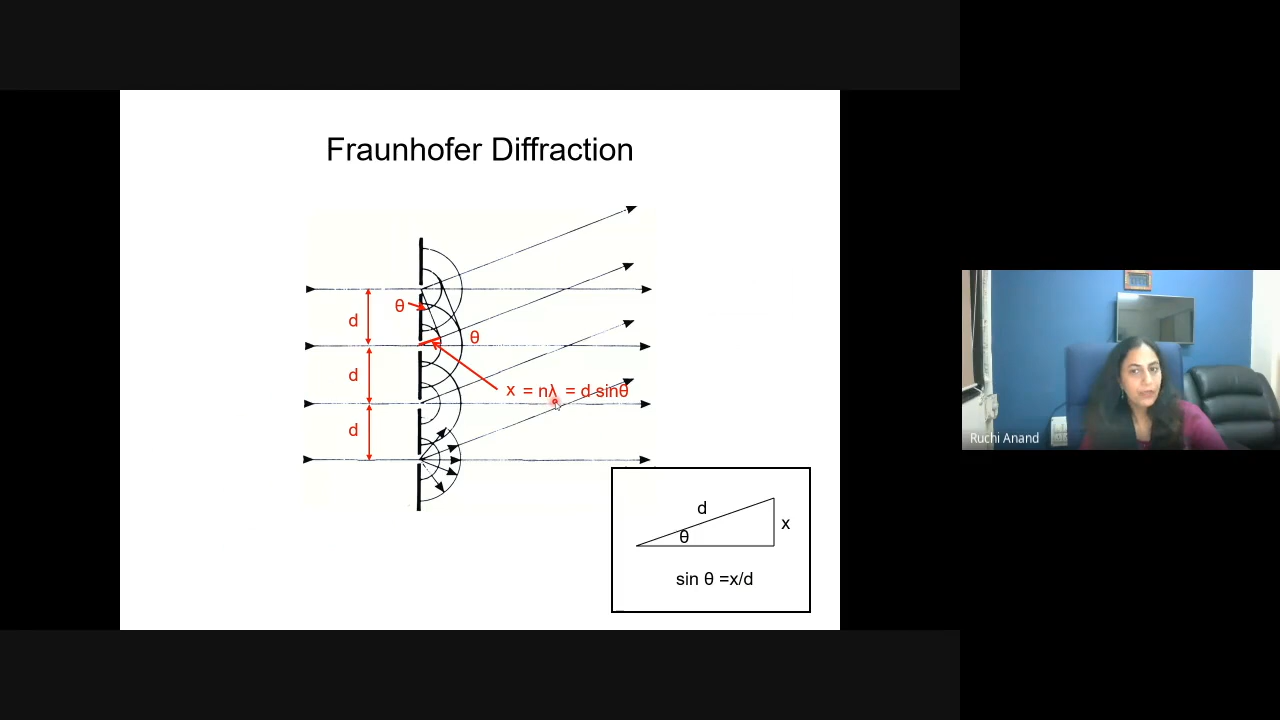 Fraunhofer Diffraction
θ
d
θ
d
x = nλ = d sinθ
d
d
θ
x
sin θ =x/d
Ruchi Anand